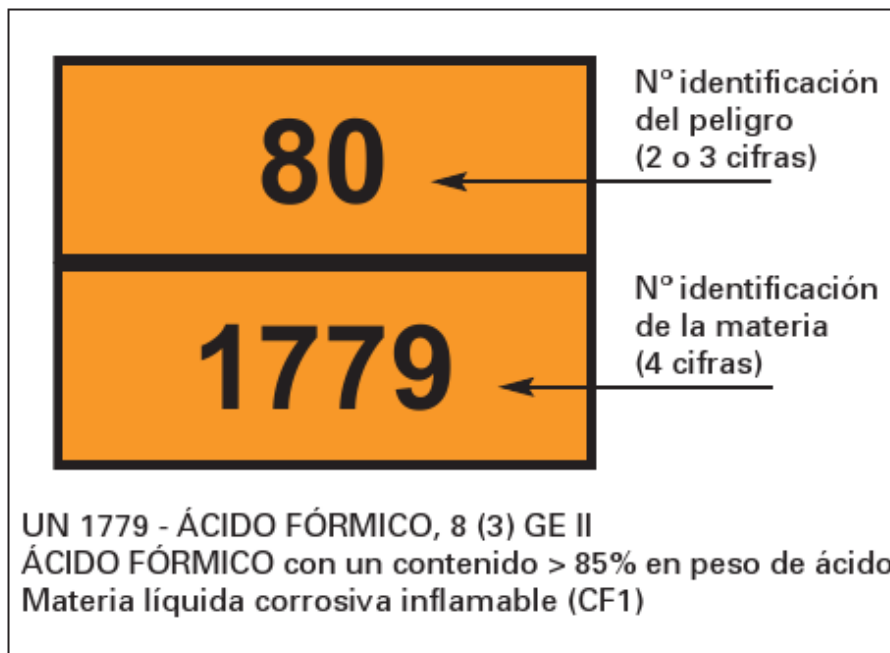 80
Nº identificación
del peligro
(2 o 3 cifras)
1779
Nº identificación
de la materia
(4 cifras)
UN 1779 - ÁCIDO FÓRMICO, 8 (3) GE II
ÁCIDO FÓRMICO con un contenido > 85% en peso de ácido
Materia líquida corrosiva inflamable (CF1)